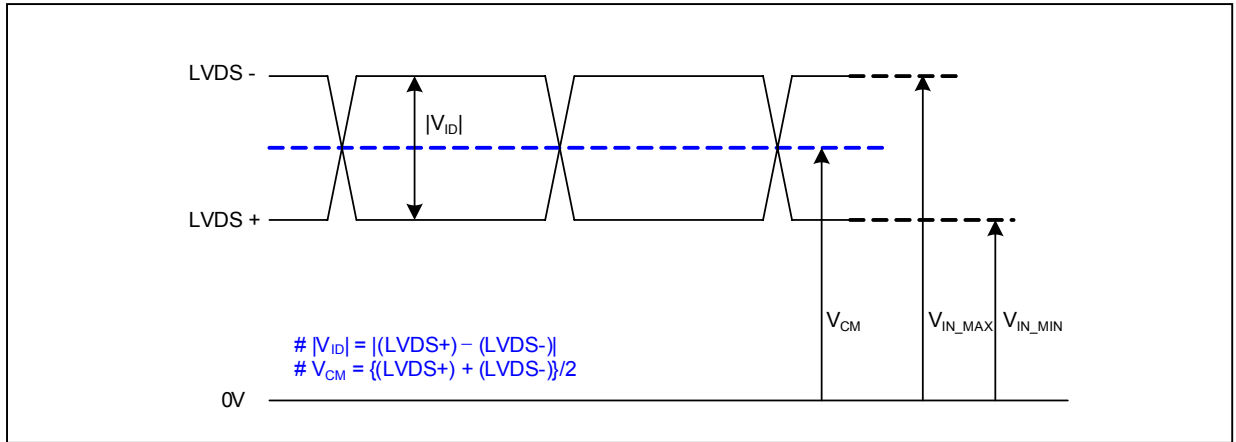 LVDS -
|VID|
LVDS +
VCM
VIN_MAX
VIN_MIN
# |VID| = |(LVDS+) – (LVDS-)|
# VCM = {(LVDS+) + (LVDS-)}/2
0V